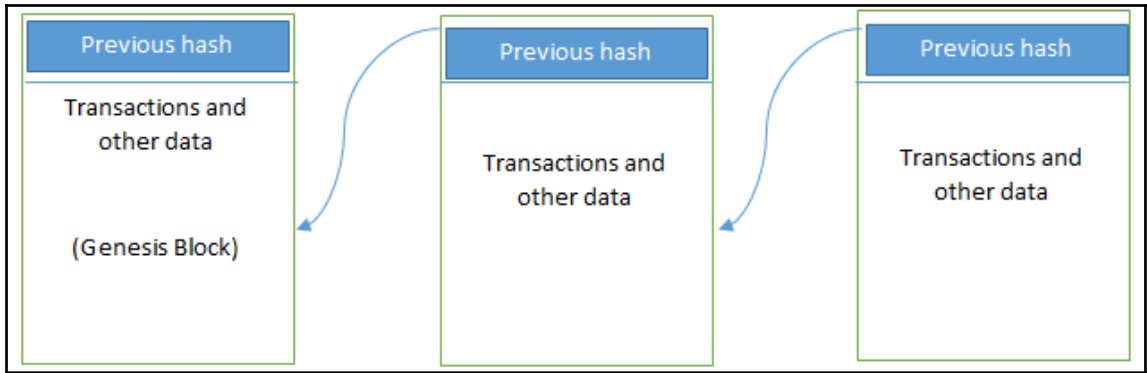 Previous hash
Transactions and
other data
(Genesis Block)
Previous hash
Transactions and
other data
Previous hash
Transactions and
other data